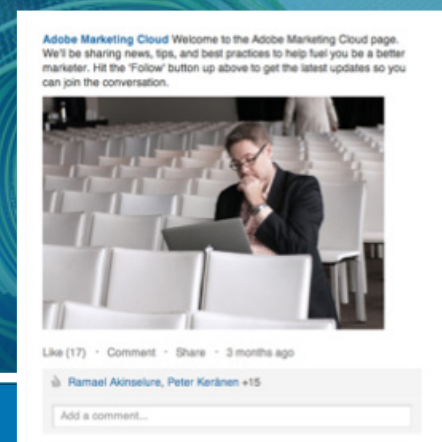 Adobe Marketing Cloud Welcome to the Adobe Marketing Cloud page.
We'll be sharing news, tips, and best practices to help fuel you be a better
marketer. Hit the 'Follow' button up above to get the latest updates so you
can join the conversation.
Like (17) · Comment · Share · 3 months ago
Ramael Akinselure, Peter Keränen +15
Add a comment...